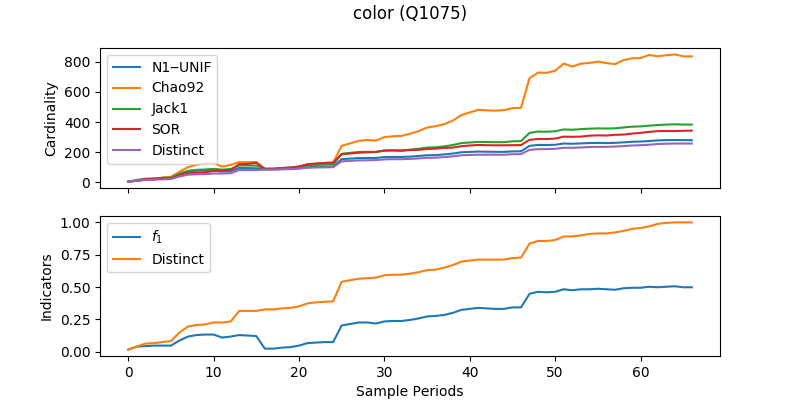 color (Q1075)
Cardinality
800
600
400
200
0
N1−UNIF
Chao92
Jack1
SOR
Distinct
Indicators
1.00
0.75
0.50
0.25
0.00
f1
Distinct
0 10 20 30 40 50 60
Sample Periods